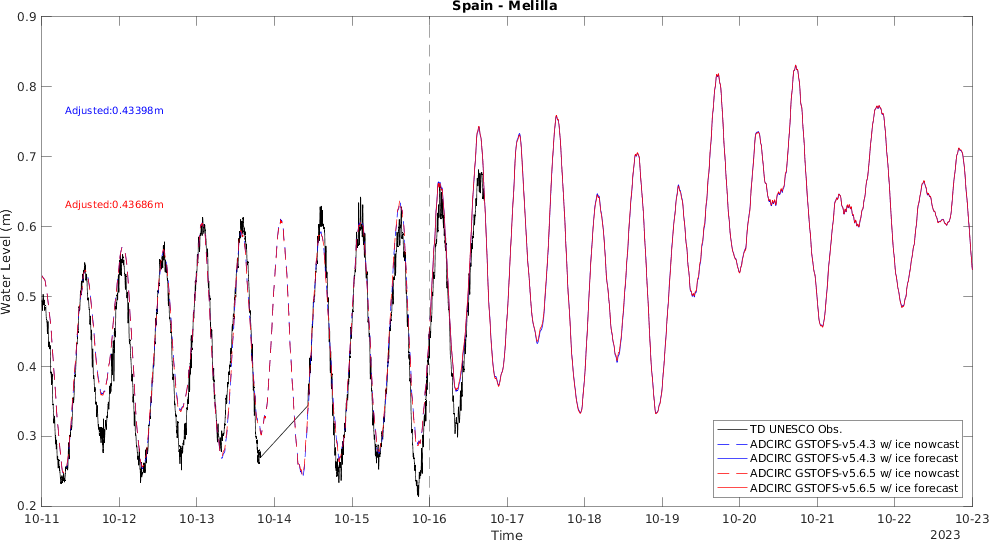 Spain - Melilla
0.9
0.8
0.7
0.6
0.5
0.4
0.3
0.2
Water Level (m)
Adjusted:0.43398m
Adjusted:0.43686m
TD UNESCO Obs.
ADCIRC GSTOFS-v5.4.3 w/ ice nowcast
ADCIRC GSTOFS-v5.4.3 w/ ice forecast
ADCIRC GSTOFS-v5.6.5 w/ ice nowcast
ADCIRC GSTOFS-v5.6.5 w/ ice forecast
10-11 10-12 10-13 10-14 10-15 10-16 10-17 10-18 10-19 10-20 10-21 10-22 10-23
Time
2023